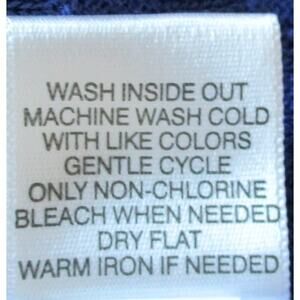 WASH INSIDE OUT
MACHINE WASH COLD
WITH LIKE COLORS
GENTLE CYCLE
ONLY NON-CHLORINE
BLEACH WHEN NEEDED
DRY FLAT
WARM IRON IF NEEDED